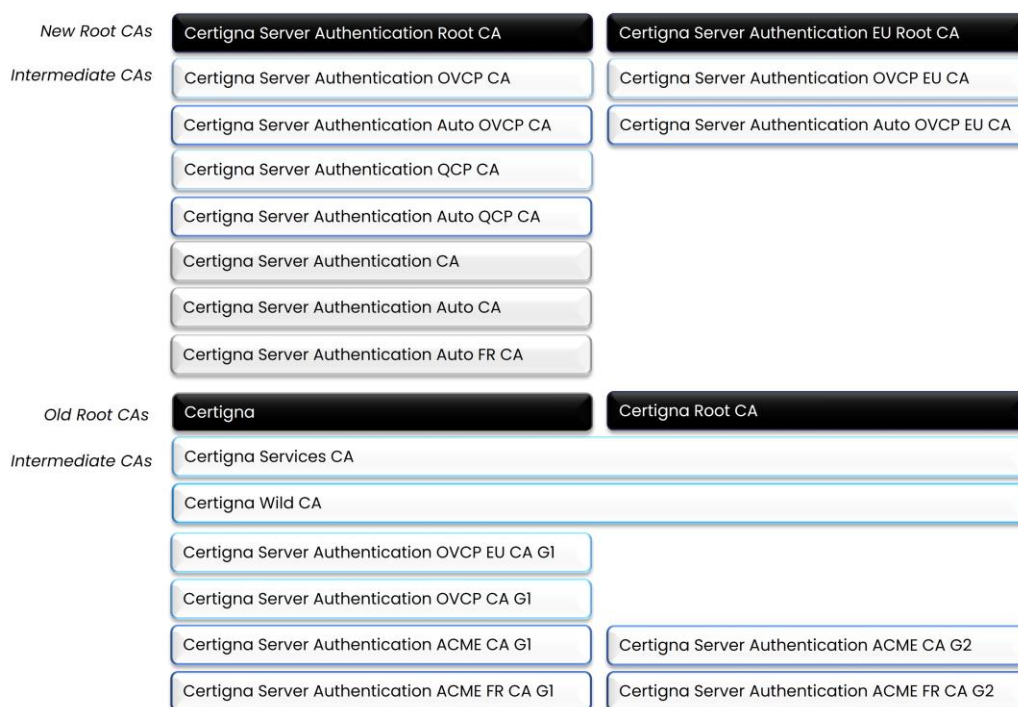 New Root CAs Certigna Server Authentication Root CA Certigna Server Authentication EU Root CA
Intermediate CAs Certigna Server Authentication OVCP CA Certigna Server Authentication OVCP EU CA
Certigna Server Authentication Auto OVCP CA Certigna Server Authentication Auto OVCP EU CA
Certigna Server Authentication QCP CA
Certigna Server Authentication Auto QCP CA
Certigna Server Authentication CA
Certigna Server Authentication Auto CA
Certigna Server Authentication Auto FR CA
Old Root CAs Certigna Certigna Root CA
Intermediate CAs Certigna Services CA
Certigna Wild CA
Certigna Server Authentication OVCP EU CA G1
Certigna Server Authentication OVCP CA G1
Certigna Server Authentication ACME CA G1 Certigna Server Authentication ACME CA G2
Certigna Server Authentication ACME FR CA G1 Certigna Server Authentication ACME FR CA G2